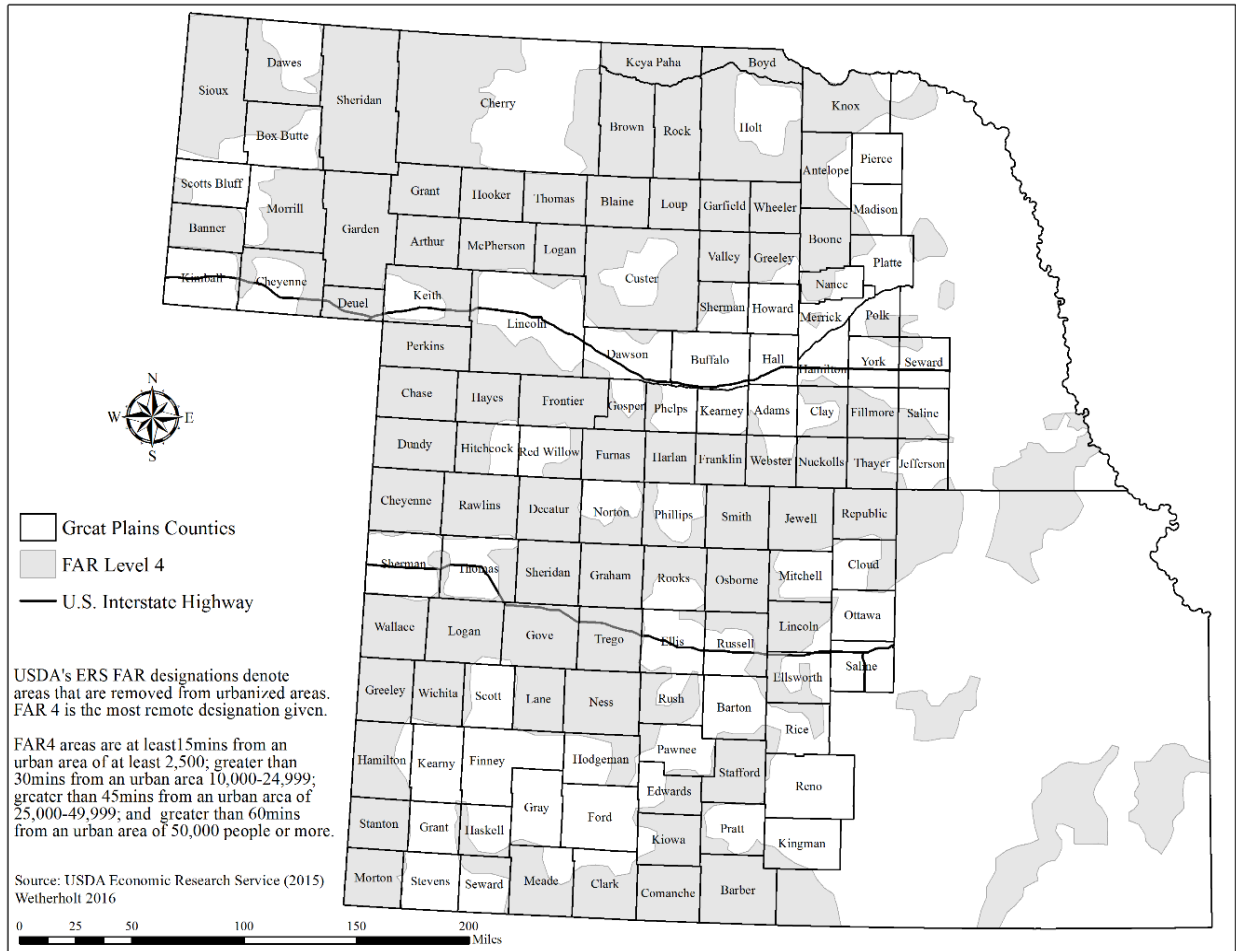 Dawes
Keya Paha
Boyd
Sioux
Sheridan
Cherry
Knox
Box Butte
Brown
Rock
Holt
Pierce
Antelope
Scotts Bluff
Morrill
Grant
Hooker
Thomas
Blaine
Loup
Garfield
Wheeler
Madison
Banner
Garden
Arthur
McPherson
Logan
Boone
Valley
Greeley
Platte
Kimball
Cheyenne
Custer
Nance
Deuel
Keith
Sherman
Howard
Merrick
Polk
Lincoln
Perkins
Dawson
Buffalo
Hall
Hamilton
York
Seward
Chase
Hayes
Frontier
Gosper
Phelps
Kearney
Adams
Clay
Fillmore
Saline
Dundy
Hitchcock
Red Willow
Furnas
Harlan
Franklin
Webster
Nuckolls
Thayer
Jefferson
N
W
E
S
Cheyenne
Rawlins
Decatur
Norton
Phillips
Smith
Jewell
Republic
Great Plains Counties
FAR Level 4
U.S. Interstate Highway
Sherman
Thomas
Sheridan
Graham
Rooks
Osborne
Mitchell
Cloud
Wallace
Logan
Gove
Trego
Ellis
Russell
Lincoln
Ottawa
Ellsworth
Saline
USDA's ERS FAR designations denote
areas that are removed from urbanized areas.
FAR 4 is the most remote designation given.
Greeley
Wichita
Scott
Lane
Ness
Rush
Barton
Rice
FAR4 areas are at least15mins from an
urban area of at least 2,500; greater than
30mins from an urban area 10,000-24,999;
greater than 45mins from an urban area of
25,000-49,999; and greater than 60mins
from an urban area of 50,000 people or more.
Hamilton
Kearny
Finney
Hodgeman
Pawnee
Stafford
Reno
Edwards
Stanton
Grant
Haskell
Gray
Ford
Kiowa
Pratt
Kingman
Morton
Stevens
Seward
Meade
Clark
Comanche
Barber
Source: USDA Economic Research Service (2015)
Wetherholt 2016
0 25 50 100 150 200
Miles